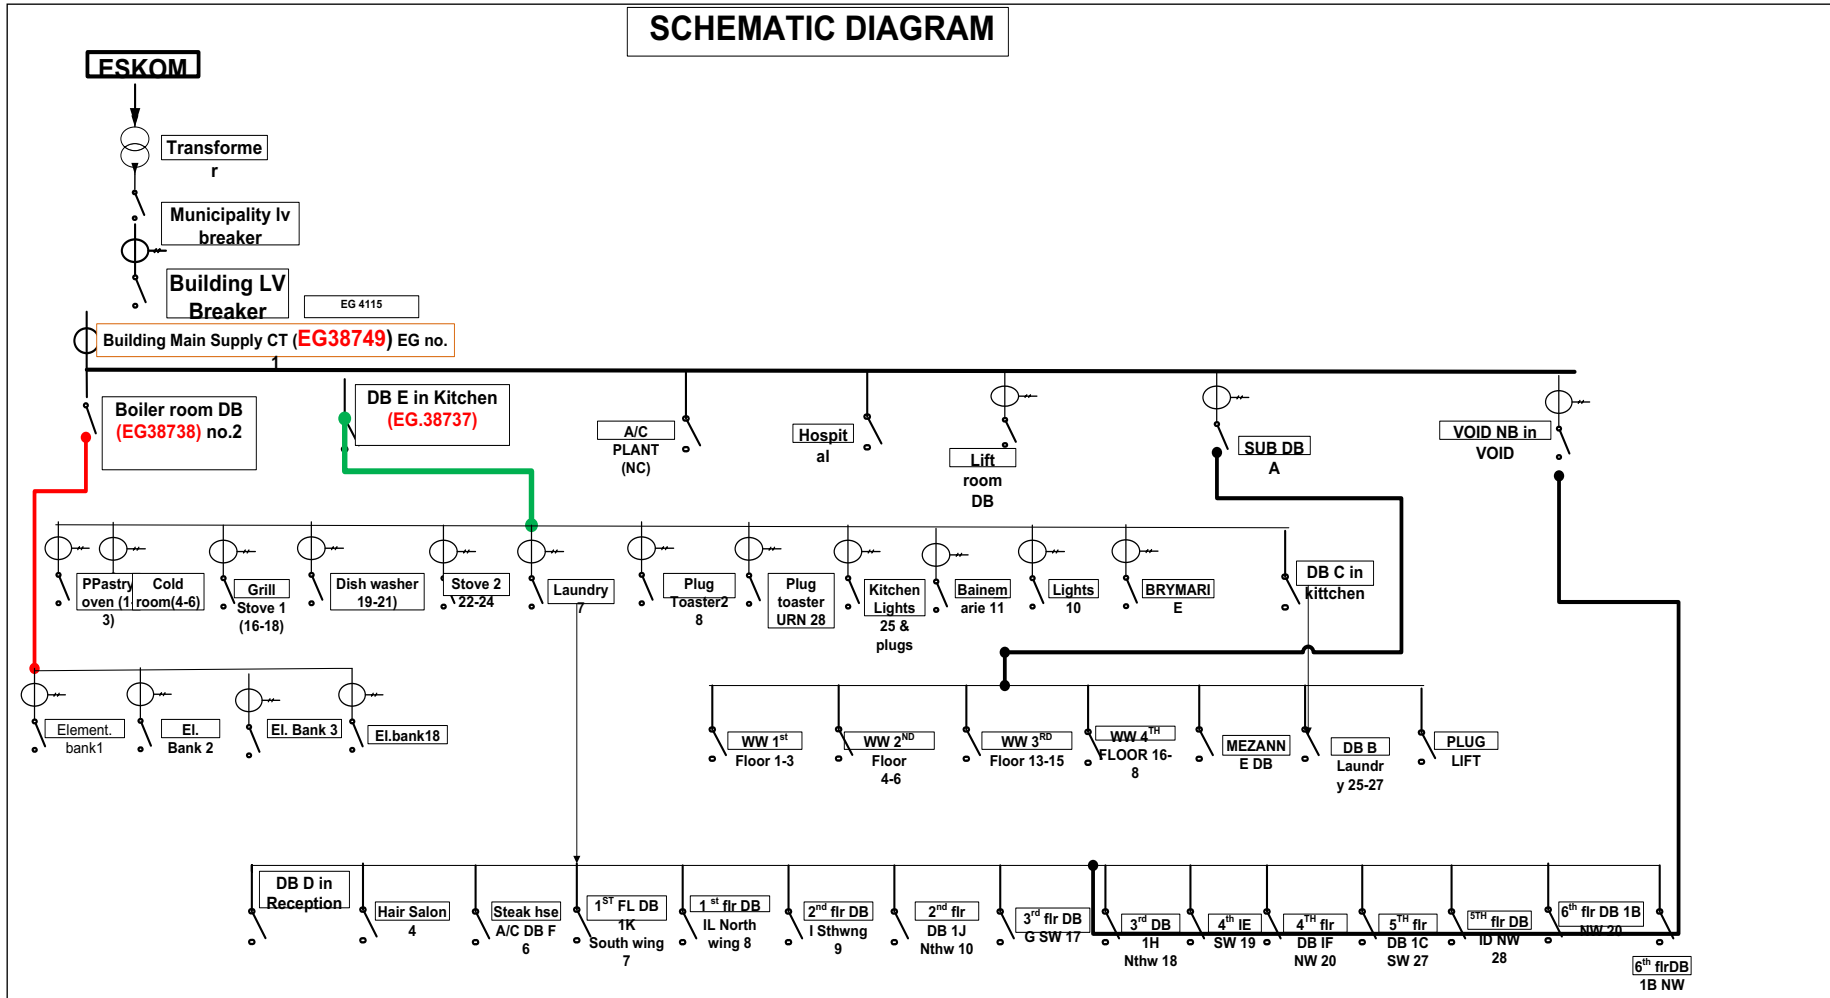 SCHEMATIC DIAGRAM
ESKOM
Transforme
r
Municipality lv
breaker
Building LV
Breaker
EG 4115
Building Main Supply CT (EG38749) EG no.
1
Boiler room DB
(EG38738) no.2
DB E in Kitchen
(EG.38737)
A/C
PLANT
(NC)
Hospit
al
Lift
room
DB
SUB DB
A
VOID NB in
VOID
PPastry
oven (1-
3)
Cold
room(4-6)
Grill
Stove 1
(16-18)
Dish washer
19-21)
Stove 2
22-24
Laundry
7
Plug
Toaster2
8
Plug
toaster
URN 28
Kitchen
Lights
25 &
plugs
Bainem
arie 11
Lights
10
BRYMARI
E
DB C in
kittchen
Element.
bank1
El.
Bank 2
El. Bank 3
El.bank18
WW 1st
Floor 1-3
WW 2ND
Floor
4-6
WW 3RD
Floor 13-15
WW 4TH
FLOOR 16-
8
MEZANN
E DB
DB B
Laundr
y 25-27
PLUG
LIFT
DB D in
Reception
Hair Salon
4
Steak hse
A/C DB F
6
1ST FL DB
1K
South wing
7
1 st flr DB
IL North
wing 8
2nd flr DB
I Sthwng
9
2nd flr
DB 1J
Nthw 10
3rd flr DB
G SW 17
3rd DB
1H
Nthw 18
4th IE
SW 19
4TH flr
DB IF
NW 20
5TH flr
DB 1C
SW 27
5TH flr DB
ID NW
28
6th flr DB 1B
NW 20
6th flrDB
1B NW